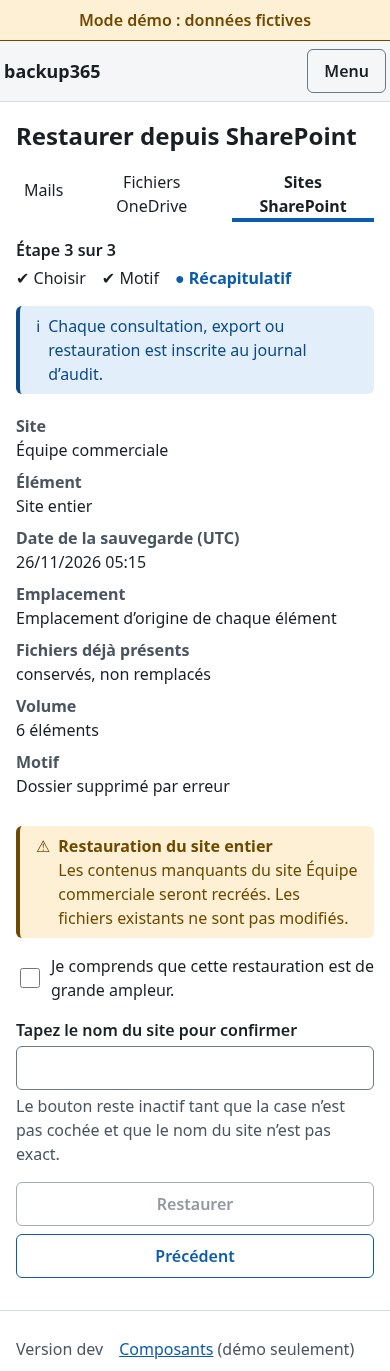 Mode démo : données fictives
backup365
Menu
Restaurer depuis SharePoint
Mails
Fichiers
OneDrive
Sites
SharePoint
Étape 3 sur 3
✔ Choisir ✔ Motif ● Récapitulatif
i Chaque consultation, export ou
restauration est inscrite au journal
d’audit.
Site
Équipe commerciale
Élément
Site entier
Date de la sauvegarde (UTC)
26/11/2026 05:15
Emplacement
Emplacement d’origine de chaque élément
Fichiers déjà présents
conservés, non remplacés
Volume
6 éléments
Motif
Dossier supprimé par erreur
⚠ Restauration du site entier
Les contenus manquants du site Équipe
commerciale seront recréés. Les
fichiers existants ne sont pas modifiés.
Je comprends que cette restauration est de
grande ampleur.
Tapez le nom du site pour confirmer
Le bouton reste inactif tant que la case n’est
pas cochée et que le nom du site n’est pas
exact.
Restaurer
Précédent
Version dev Composants (démo seulement)